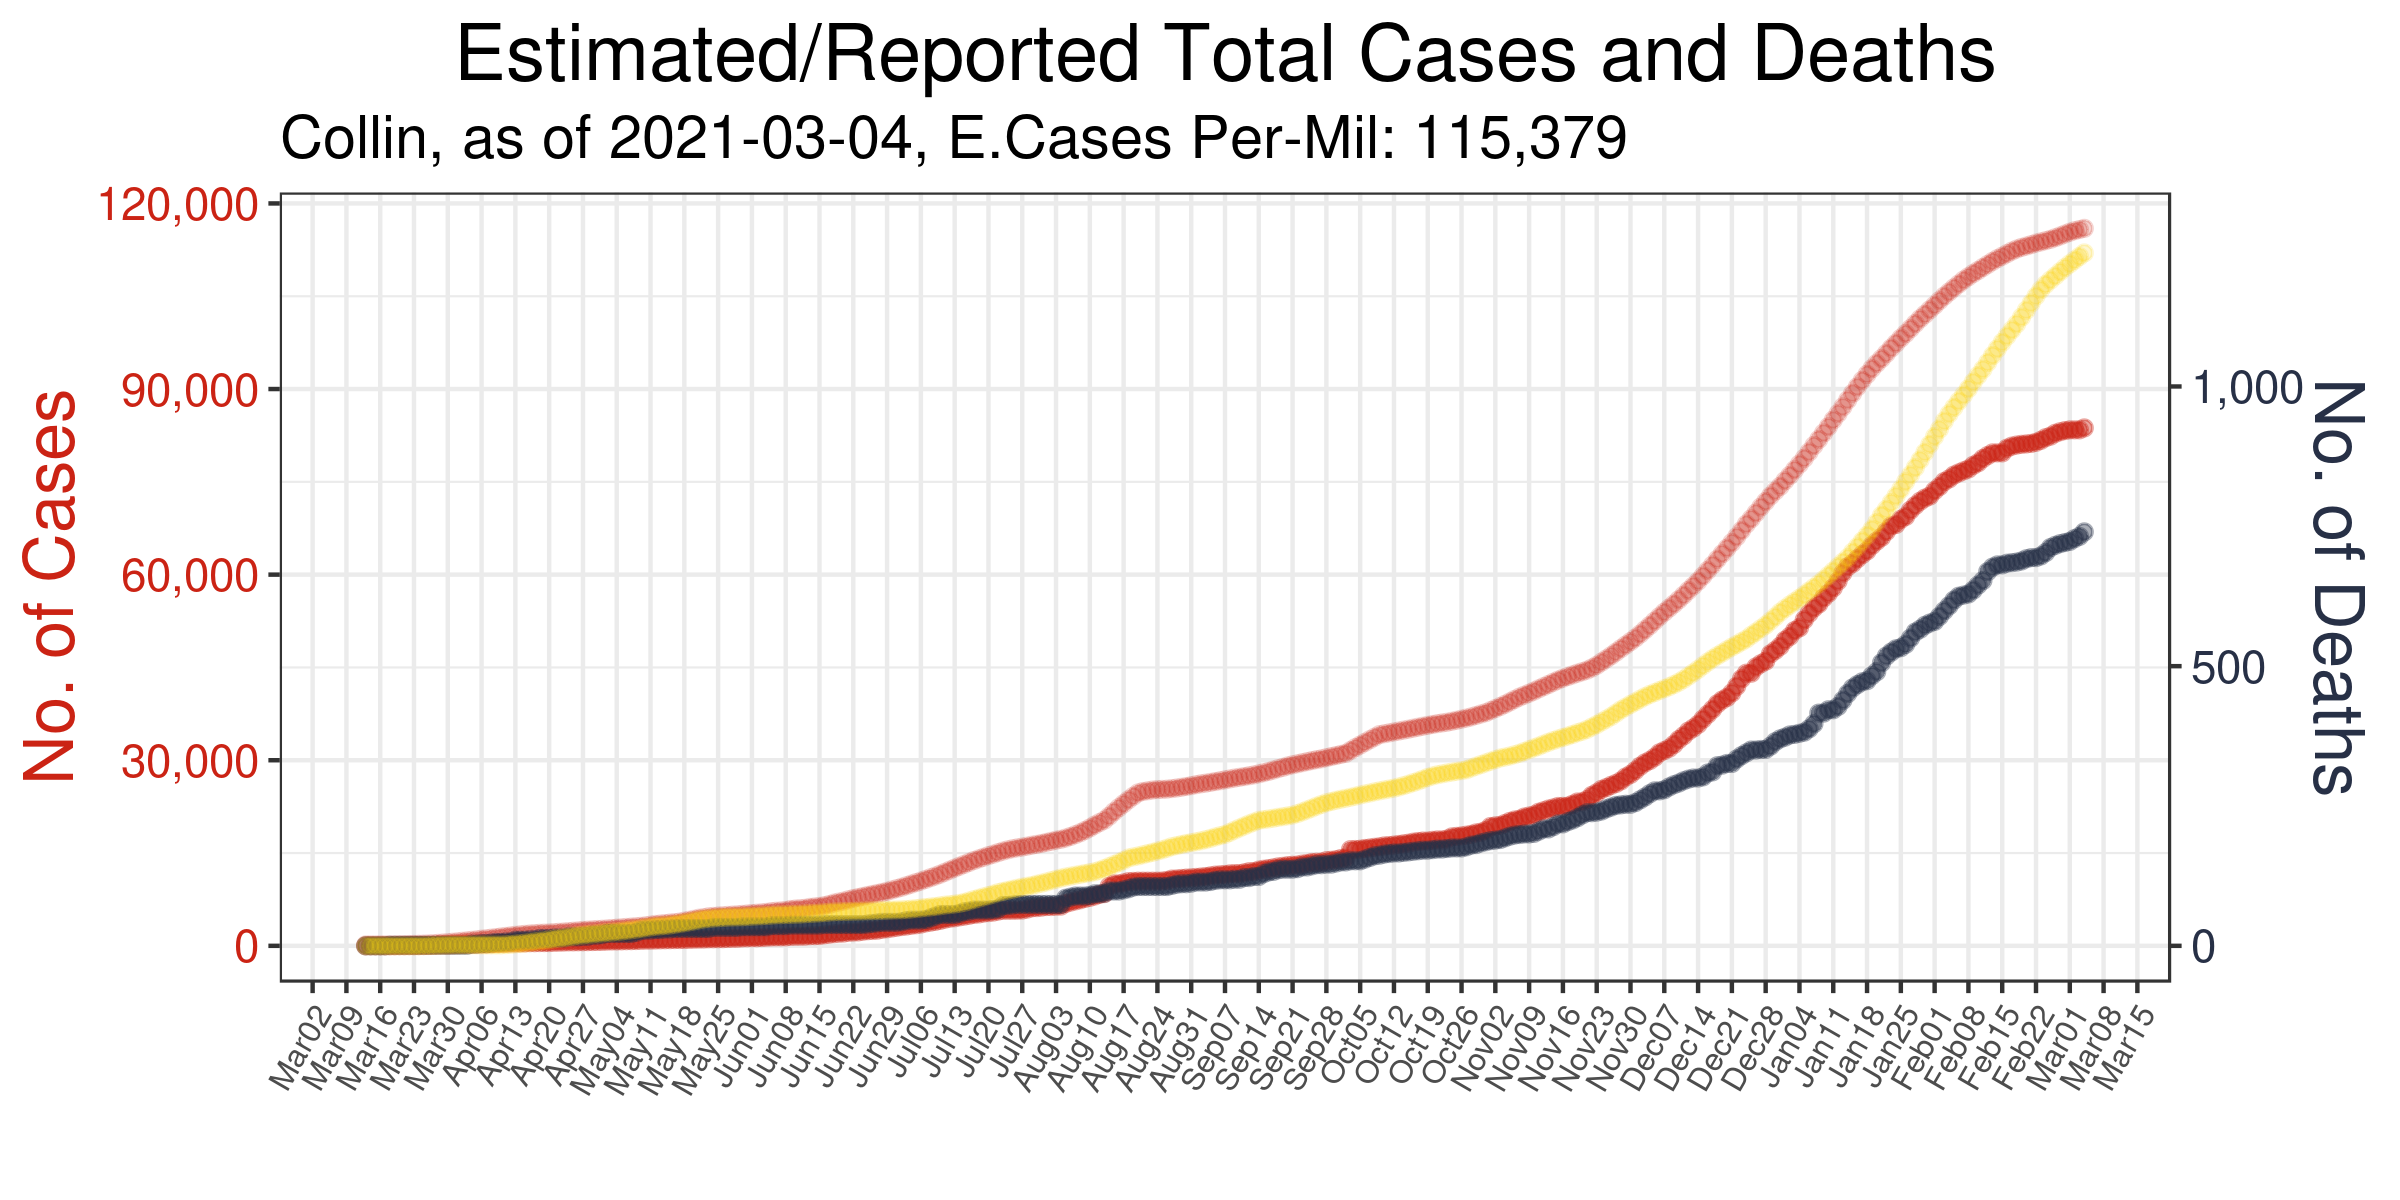 Estimated/Reported Total Cases and Deaths
Collin, as of 2021-03-04, E.Cases Per-Mil: 115,379
No. of Cases
120,000
90,000
60,000
30,000
0
1,000
500
0
No. of Deaths
Mar02 Mar09 Mar16 Mar23 Mar30 Apr06 Apr13 Apr20 Apr27 May04 May11 May18 May25 Jun01 Jun08 Jun15 Jun22 Jun29 Jul06 Jul13 Jul20 Jul27 Aug03 Aug10 Aug17 Aug24 Aug31 Sep07 Sep14 Sep21 Sep28 Oct05 Oct12 Oct19 Oct26 Nov02 Nov09 Nov16 Nov23 Nov30 Dec07 Dec14 Dec21 Dec28 Jan04 Jan11 Jan18 Jan25 Feb01 Feb08 Feb15 Feb22 Mar01 Mar08 Mar15